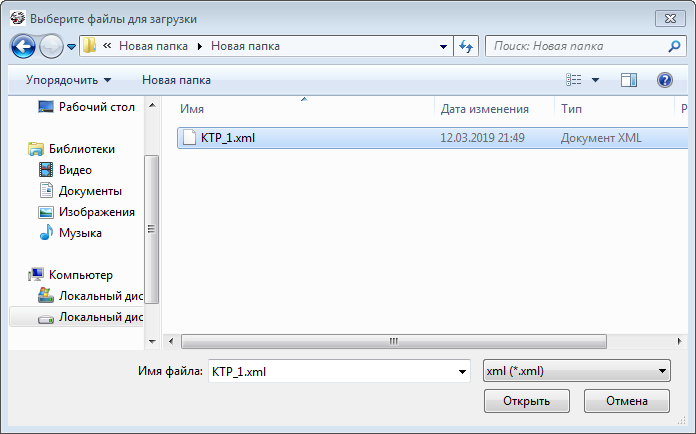 Выберите файлы для загрузки
« Новая папка Новая папка
Поиск: Новая папка
Упорядочить Новая папка
Имя Дата изменения Тип Р
KTP_1.xml 12.03.2019 21:49 Документ XML
Рабочий стол
Библиотеки
Видео
Документы
Изображения
Музыка
Компьютер
Локальный дис
Локальный дис
Имя файла: KTP_1.xml xml (*.xml)
Открыть Отмена